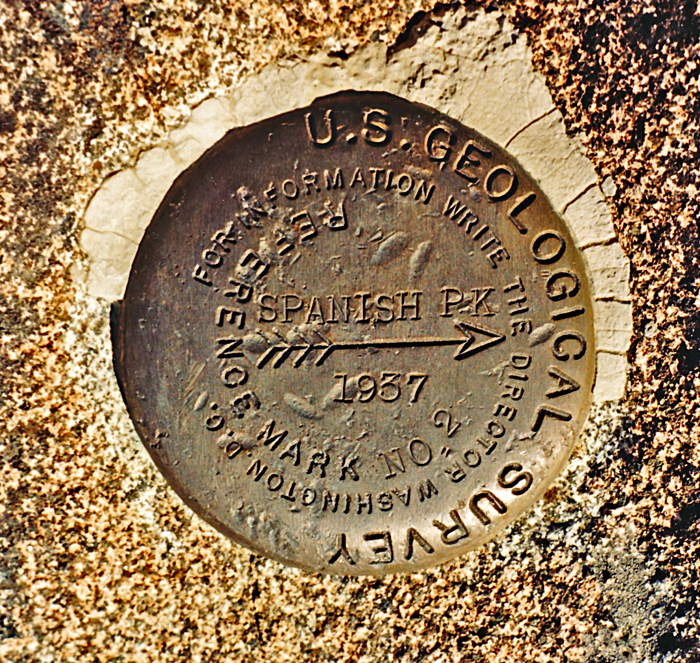 U.S. GEOLOGICAL SURVEY
FOR INFORMATION WRITE THE DIRECTOR WASHINGTON D.C.
REFERENCE MARK NO 2
SPANISH PK
1937